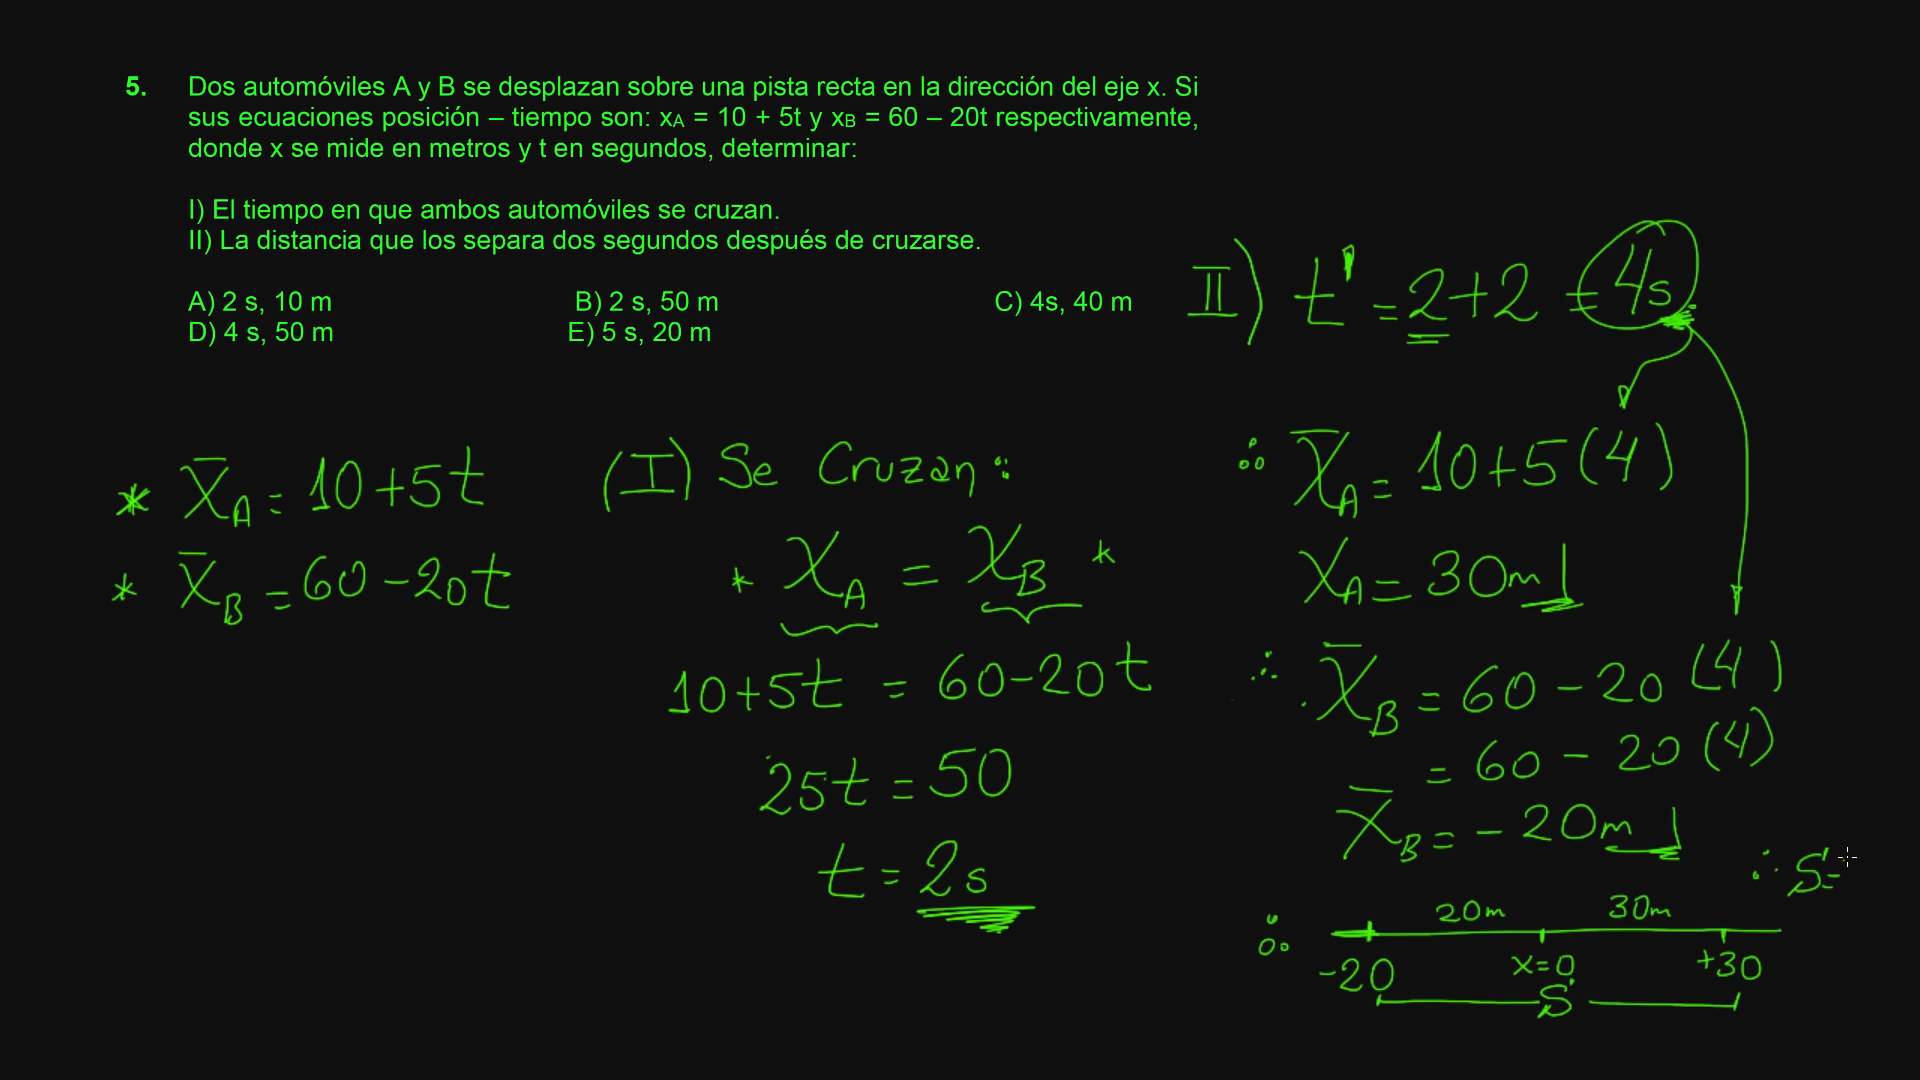 5. Dos automóviles A y B se desplazan sobre una pista recta en la dirección del eje x. Si
sus ecuaciones posición – tiempo son: xA = 10 + 5t y xB = 60 – 20t respectivamente,
donde x se mide en metros y t en segundos, determinar:
I) El tiempo en que ambos automóviles se cruzan.
II) La distancia que los separa dos segundos después de cruzarse.
A) 2 s, 10 m B) 2 s, 50 m C) 4s, 40 m
D) 4 s, 50 m E) 5 s, 20 m
* X̄A = 10+5t
* X̄B = 60-20t
(I) Se Cruzan:
* XA = XB *
10+5t = 60-20t
25t = 50
t = 2s
II) t' = 2+2 = 4s
∴ X̄A = 10+5(4)
XA = 30m
∴ X̄B = 60-20(4)
= 60-20(4)
X̄B = -20m
∴ S=
∴ 20m 30m
-20 x=0 +30
S